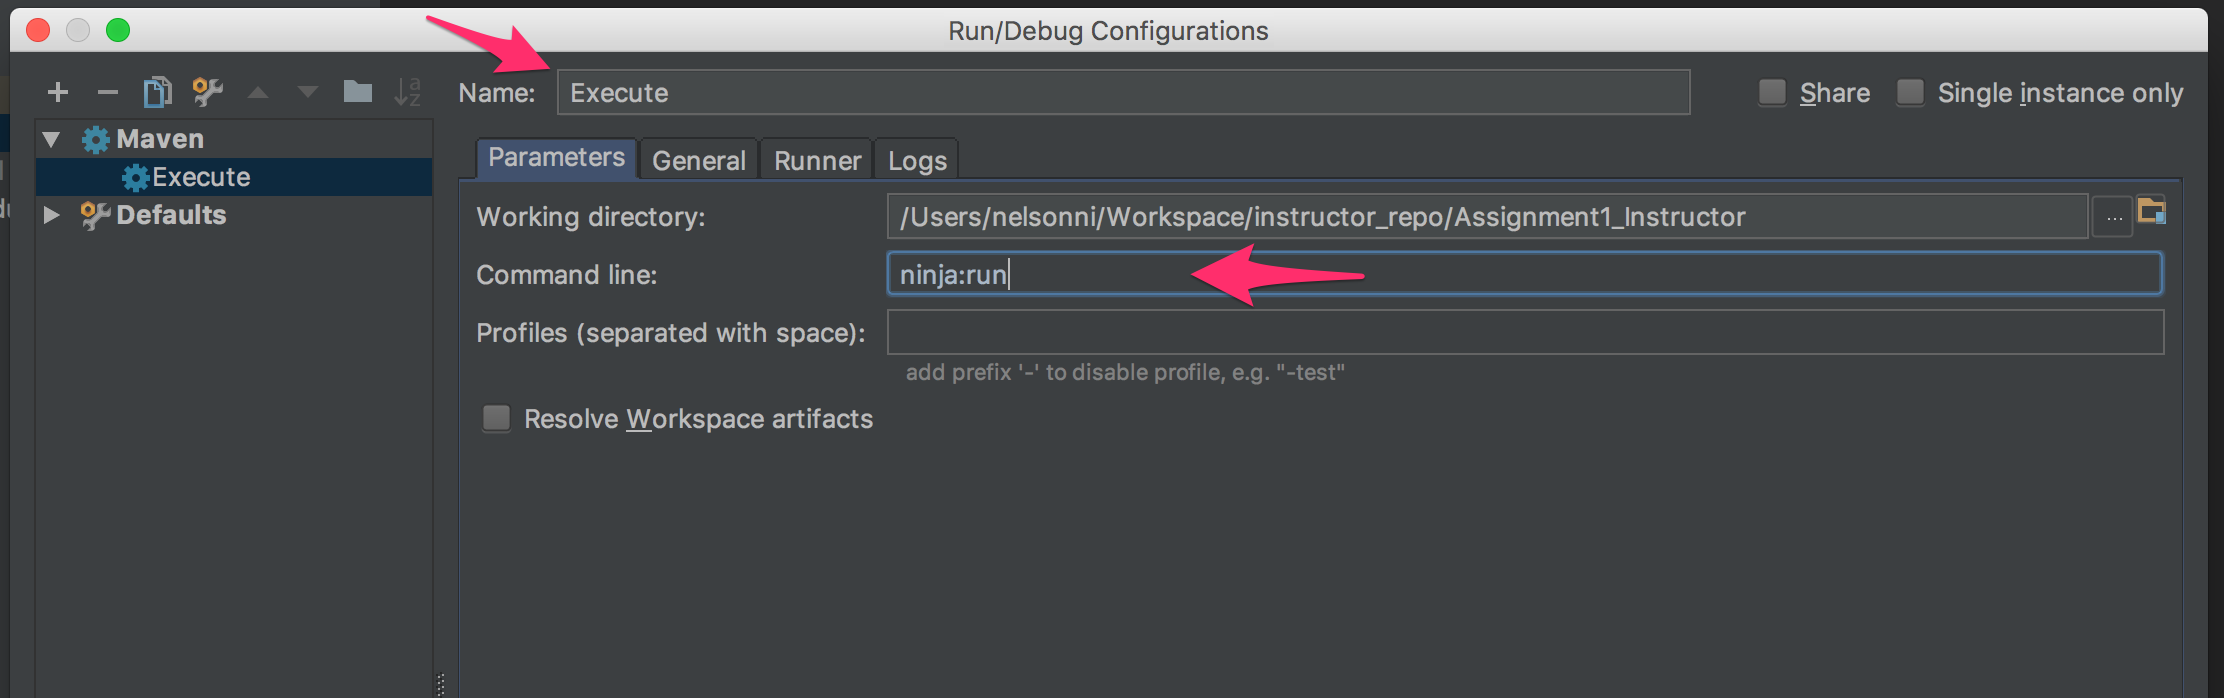 Run/Debug Configurations
Name: Execute Share Single instance only
Maven
Execute
Defaults
Parameters General Runner Logs
Working directory: /Users/nelsonni/Workspace/instructor_repo/Assignment1_Instructor ...
Command line: ninja:run
Profiles (separated with space):
add prefix '-' to disable profile, e.g. "-test"
Resolve Workspace artifacts